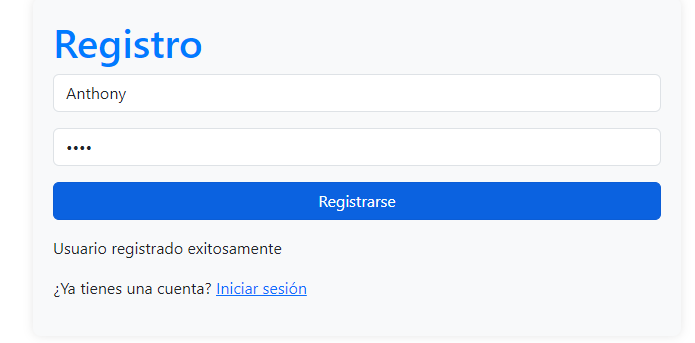 Registro
Anthony
••••
Registrarse
Usuario registrado exitosamente
¿Ya tienes una cuenta? Iniciar sesión